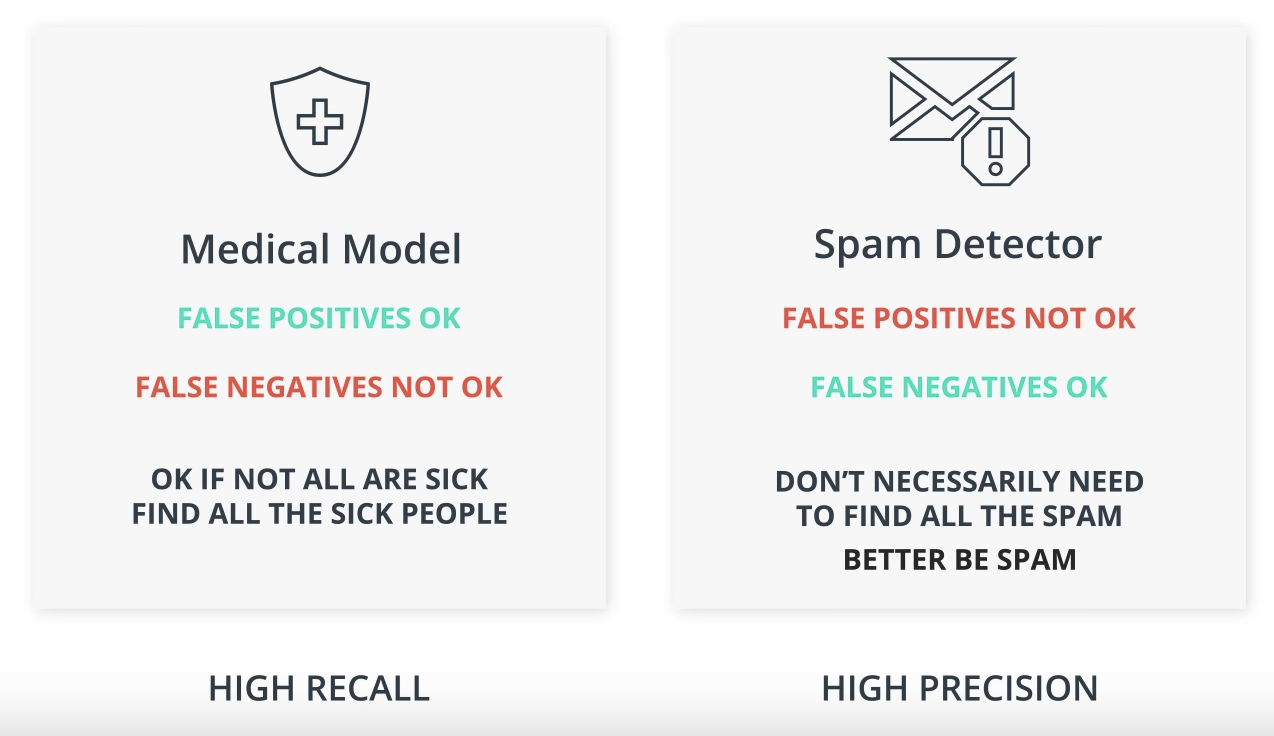 Medical Model
FALSE POSITIVES OK
FALSE NEGATIVES NOT OK
OK IF NOT ALL ARE SICK
FIND ALL THE SICK PEOPLE
HIGH RECALL
Spam Detector
FALSE POSITIVES NOT OK
FALSE NEGATIVES OK
DON’T NECESSARILY NEED
TO FIND ALL THE SPAM
BETTER BE SPAM
HIGH PRECISION